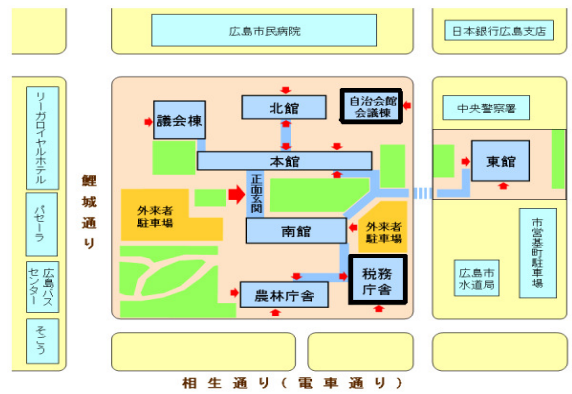 広島市民病院
日本銀行広島支店
リーガロイヤルホテル
パセーラ
広島バス
センター
そごう
鯉城通り
議会棟
北館
自治会館
会議棟
本館
正面玄関
外来者
駐車場
南館
外来者
駐車場
農林庁舎
税務
庁舎
中央警察署
東館
市営基町駐車場
広島市
水道局
相生通り(電車通り)